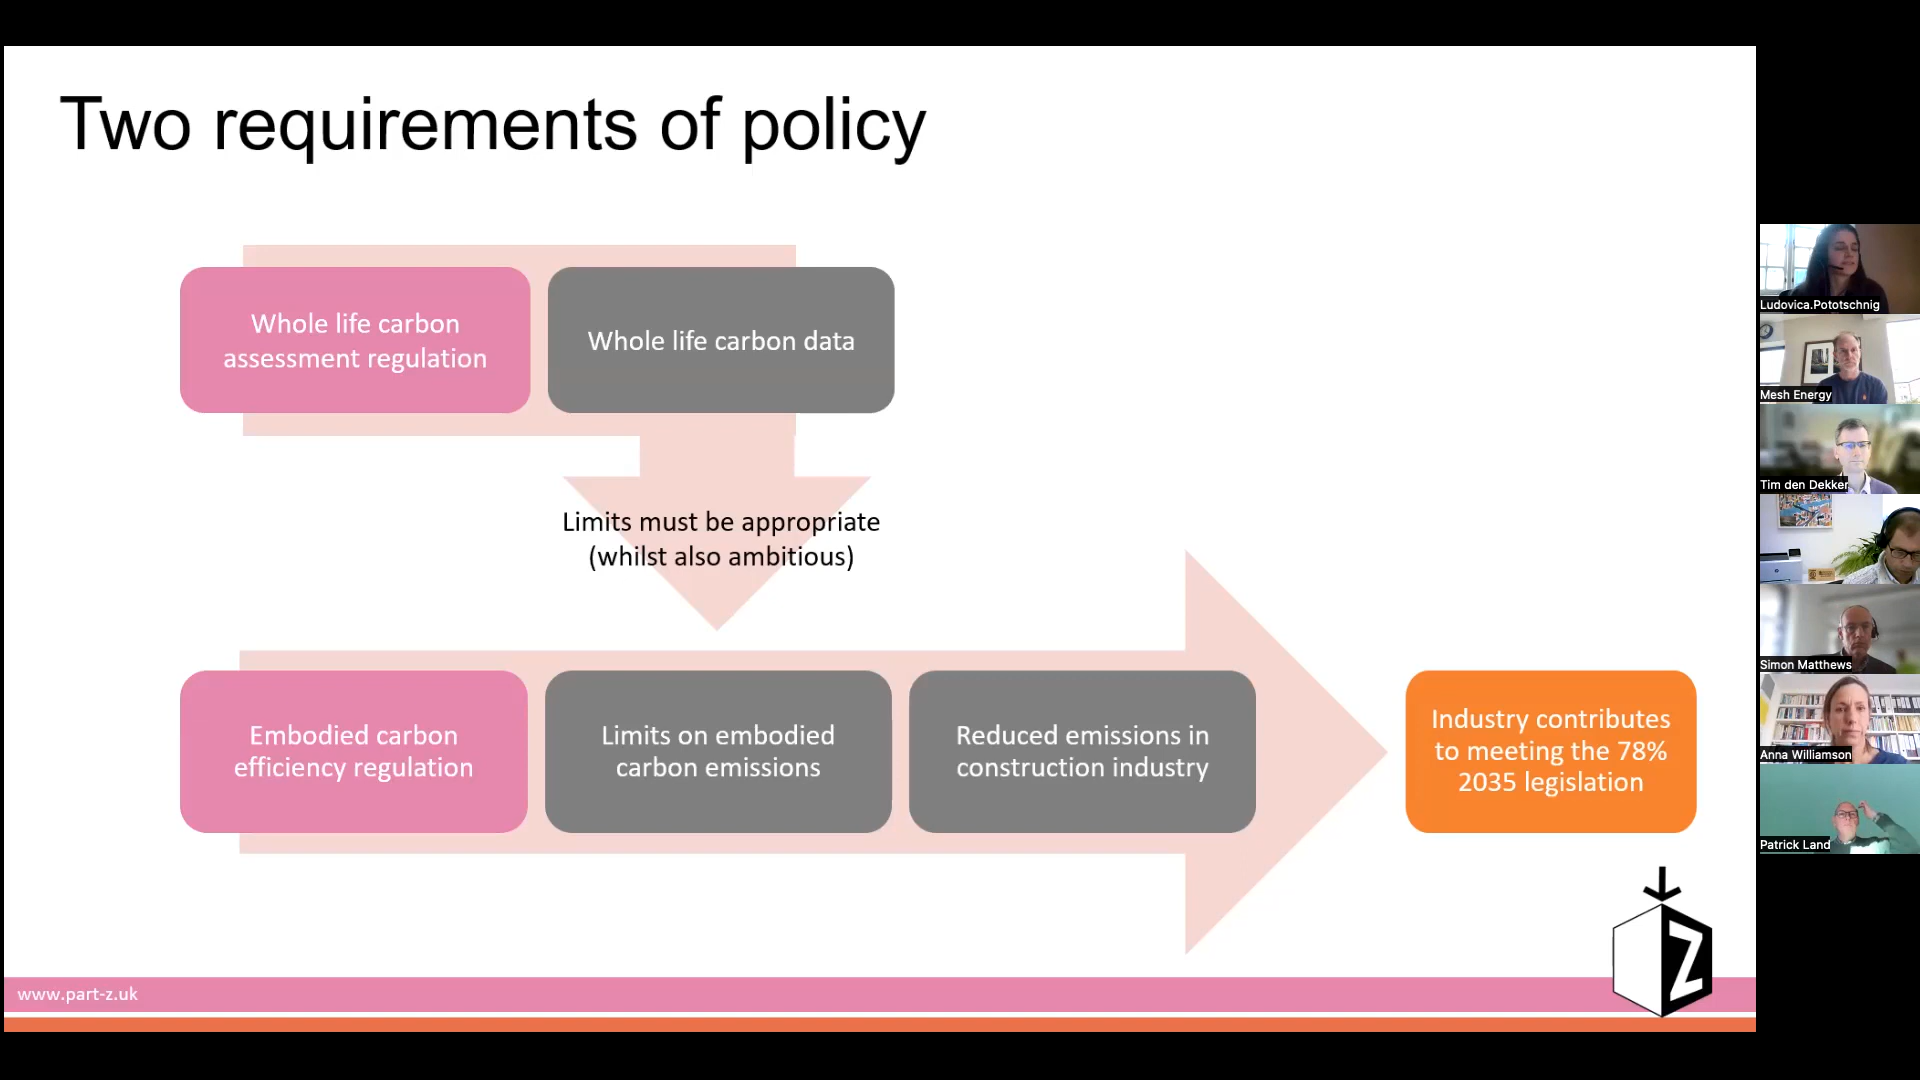 Two requirements of policy
Whole life carbon
assessment regulation
Whole life carbon data
Limits must be appropriate
(whilst also ambitious)
Embodied carbon
efficiency regulation
Limits on embodied
carbon emissions
Reduced emissions in
construction industry
Industry contributes
to meeting the 78%
2035 legislation
Z
www.part-z.uk
Ludovica.Pototschnig
Mesh Energy
Tim den Dekker
Simon Matthews
Anna Williamson
Patrick Land